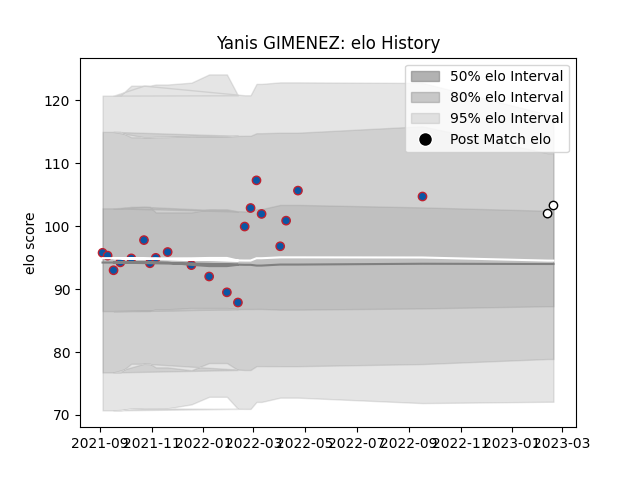 Yanis GIMENEZ: elo History
50% elo Interval
80% elo Interval
95% elo Interval
Post Match elo
elo score
120
110
100
90
80
70
2021-09 2021-11 2022-01 2022-03 2022-05 2022-07 2022-09 2022-11 2023-01 2023-03